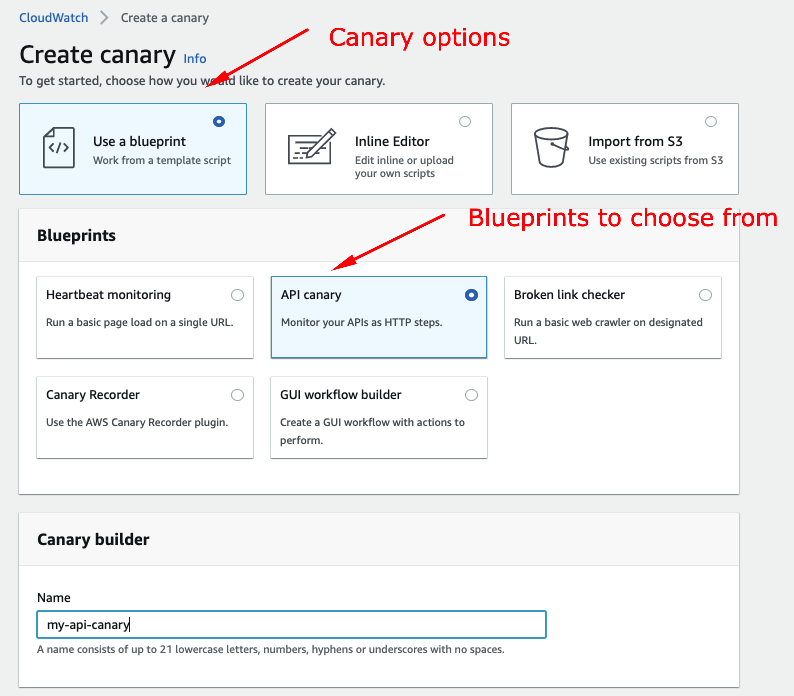 CloudWatch > Create a canary
Canary options
Create canary Info
To get started, choose how you would like to create your canary.
Use a blueprint
Work from a template script
Inline Editor
Edit inline or upload
your own scripts
Import from S3
Use existing scripts from S3
Blueprints to choose from
Blueprints
Heartbeat monitoring
Run a basic page load on a single URL.
API canary
Monitor your APIs as HTTP steps.
Broken link checker
Run a basic web crawler on designated
URL.
Canary Recorder
Use the AWS Canary Recorder plugin.
GUI workflow builder
Create a GUI workflow with actions to
perform.
Canary builder
Name
my-api-canary
A name consists of up to 21 lowercase letters, numbers, hyphens or underscores with no spaces.